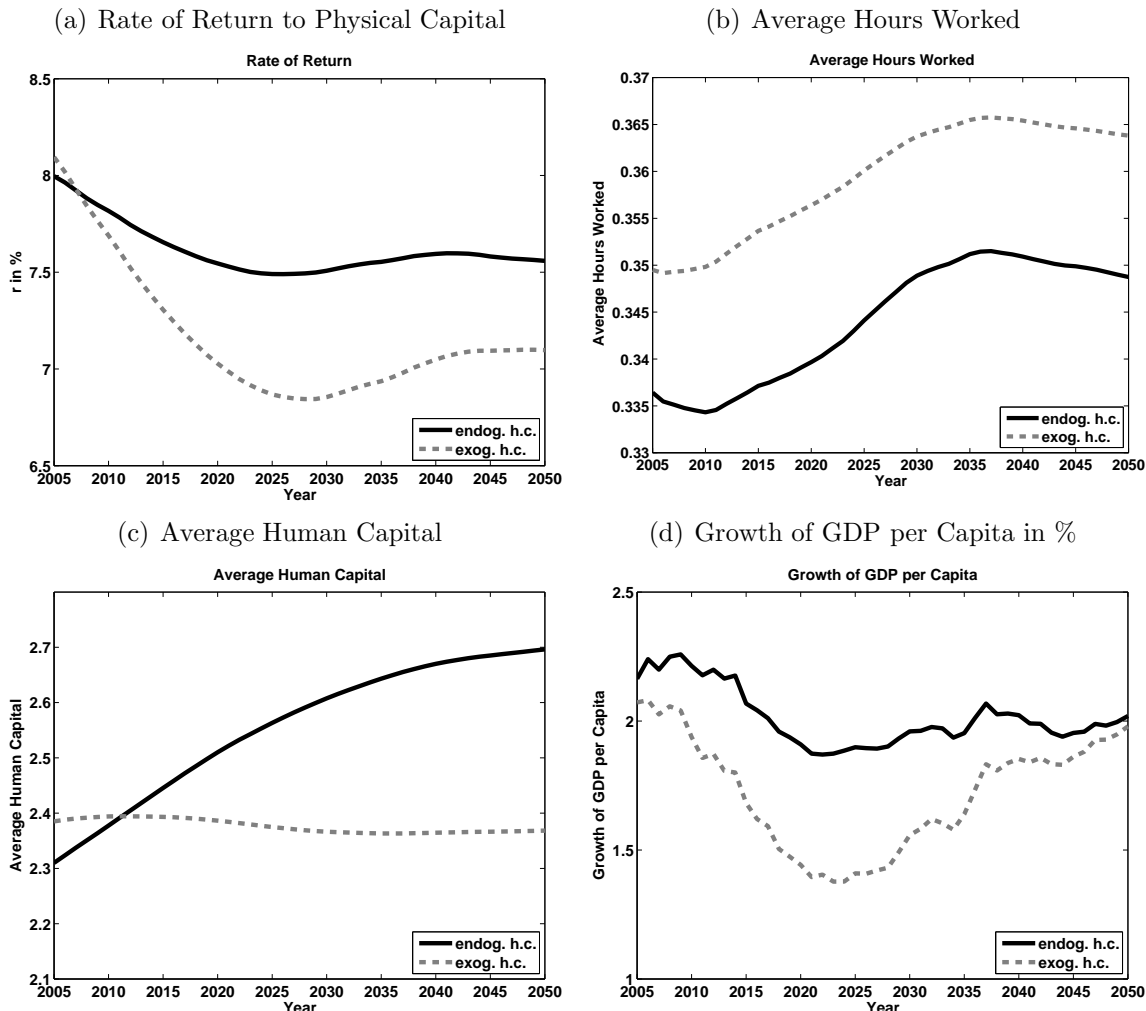 (a) Rate of Return to Physical Capital
Rate of Return
8.5
8
7.5
7
6.5
r in %
2005 2010 2015 2020 2025 2030 2035 2040 2045 2050
Year
endog. h.c.
exog. h.c.
(b) Average Hours Worked
Average Hours Worked
0.37
0.365
0.36
0.355
0.35
0.345
0.34
0.335
0.33
Average Hours Worked
2005 2010 2015 2020 2025 2030 2035 2040 2045 2050
Year
endog. h.c.
exog. h.c.
(c) Average Human Capital
Average Human Capital
2.7
2.6
2.5
2.4
2.3
2.2
2.1
Average Human Capital
2005 2010 2015 2020 2025 2030 2035 2040 2045 2050
Year
endog. h.c.
exog. h.c.
(d) Growth of GDP per Capita in %
Growth of GDP per Capita
2.5
2
1.5
1
Growth of GDP per Capita
2005 2010 2015 2020 2025 2030 2035 2040 2045 2050
Year
endog. h.c.
exog. h.c.